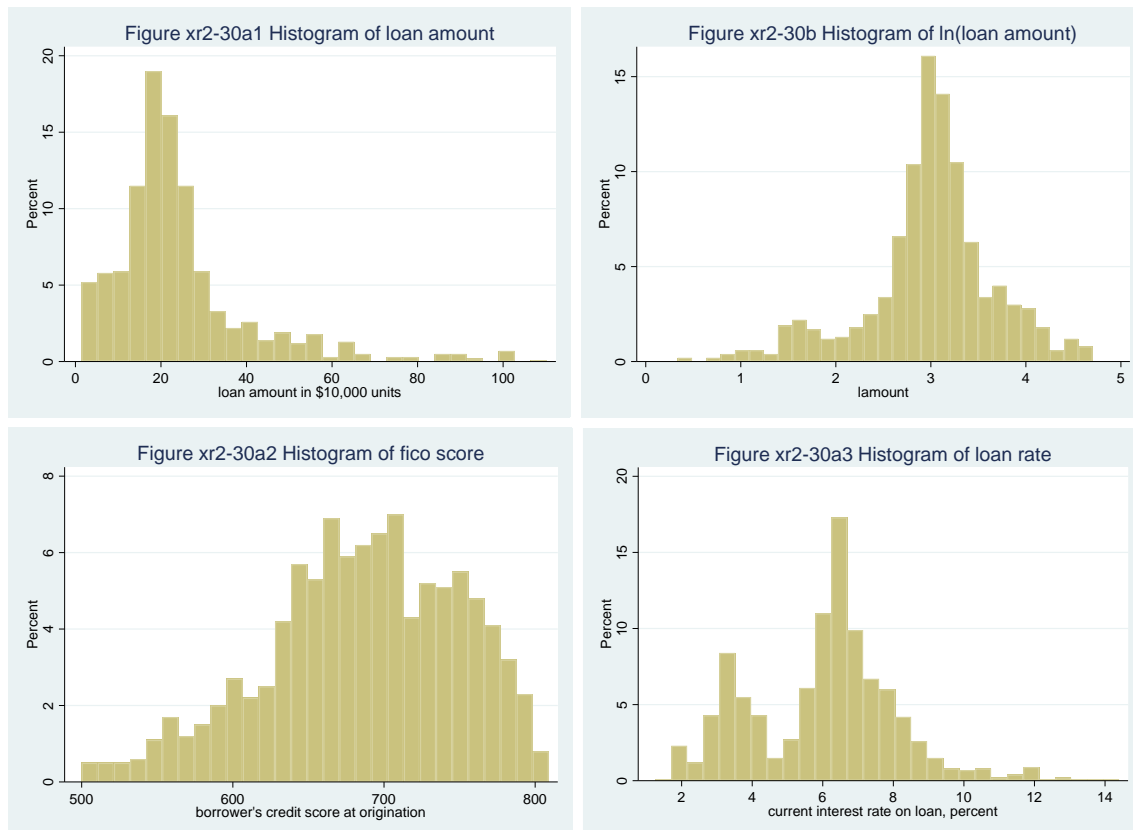 Figure xr2-30a1 Histogram of loan amount
20
15
10
5
0
Percent
0 20 40 60 80 100
loan amount in $10,000 units
Figure xr2-30b Histogram of ln(loan amount)
15
10
5
0
Percent
0 1 2 3 4 5
lamount
Figure xr2-30a2 Histogram of fico score
8
6
4
2
0
Percent
500 600 700 800
borrower's credit score at origination
Figure xr2-30a3 Histogram of loan rate
20
15
10
5
0
Percent
2 4 6 8 10 12 14
current interest rate on loan, percent